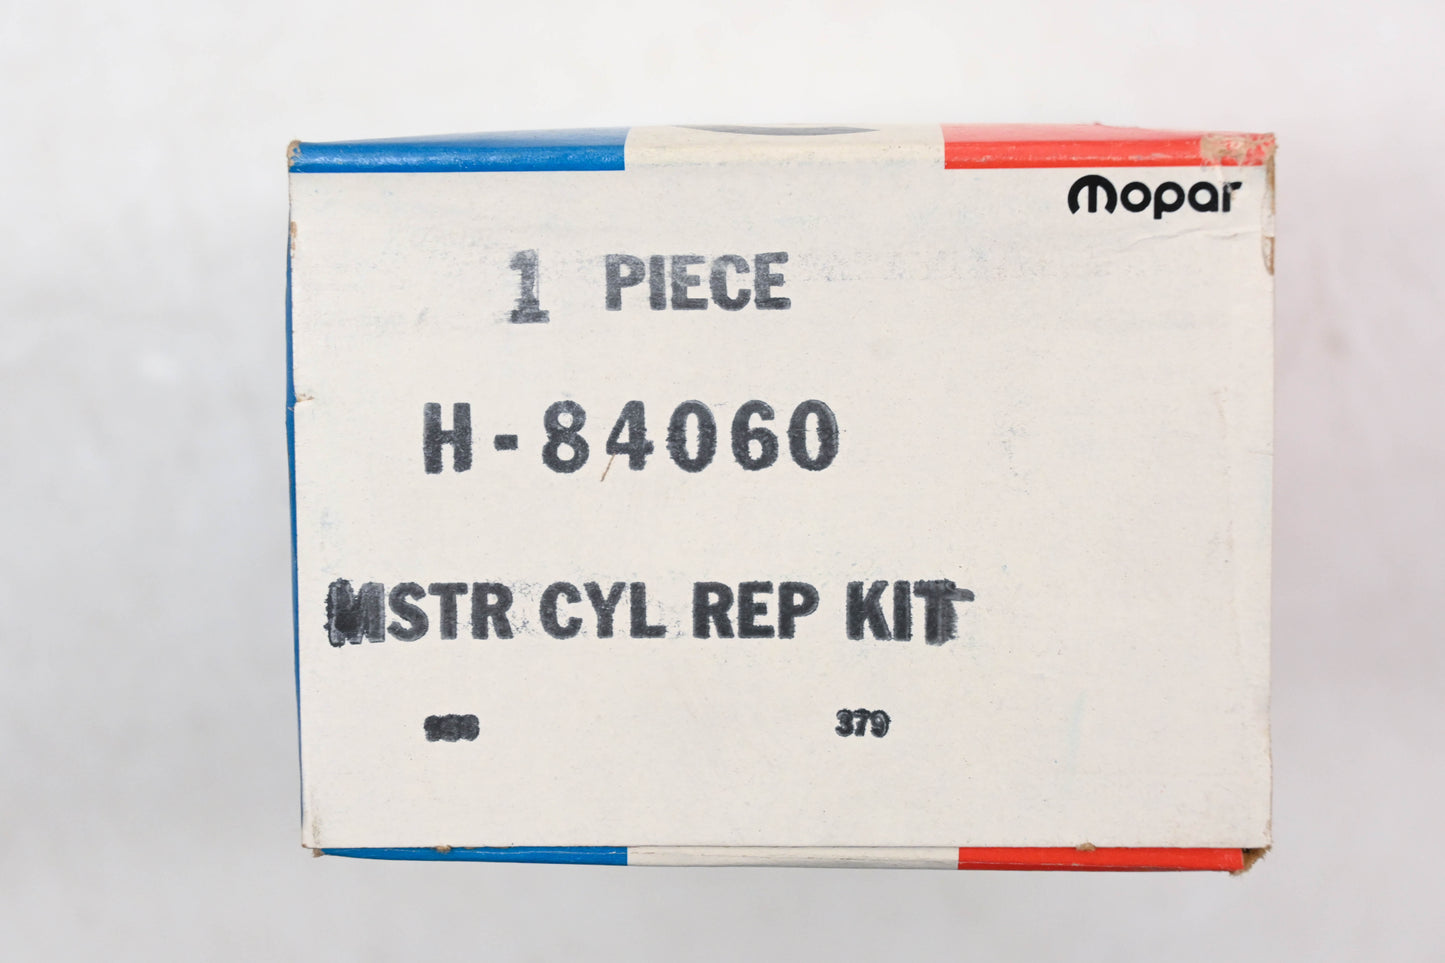 Mopar
1 PIECE
H-84060
MSTR CYL REP KIT
379